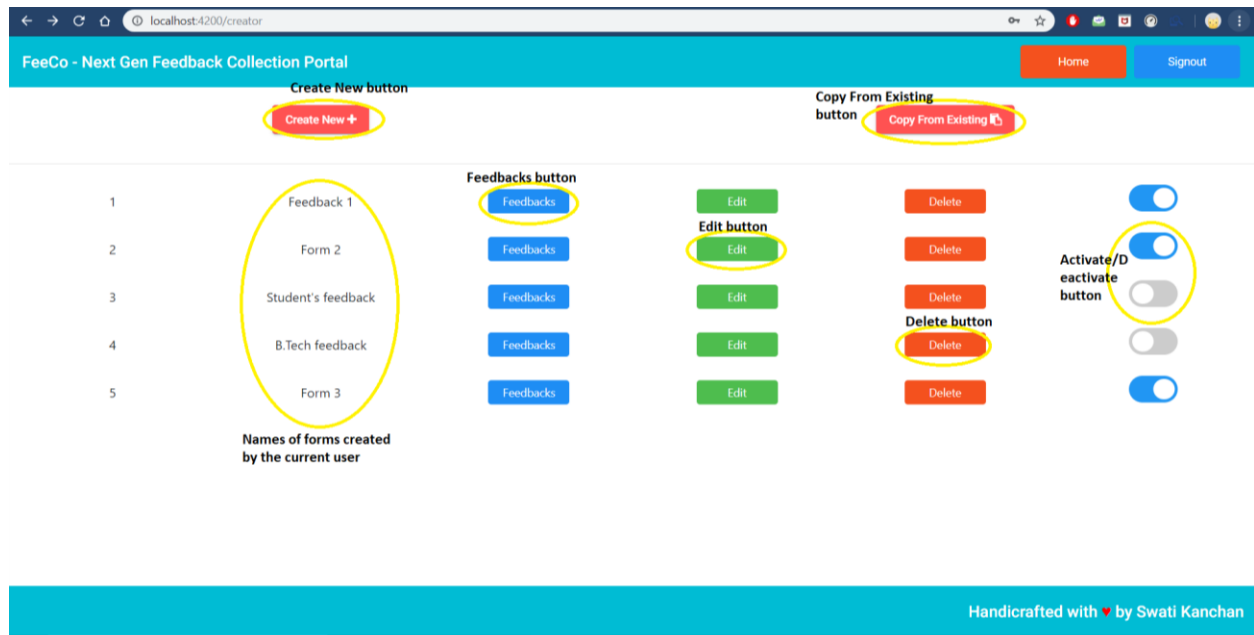 localhost:4200/creator
FeeCo - Next Gen Feedback Collection Portal
Home
Signout
Create New button
Create New
Copy From Existing
button
Copy From Existing
Feedbacks button
1
Feedback 1
Feedbacks
Edit
Delete
Edit button
2
Form 2
Feedbacks
Edit
Delete
Activate/D
eactivate
button
3
Student's feedback
Feedbacks
Edit
Delete
Delete button
4
B.Tech feedback
Feedbacks
Edit
Delete
5
Form 3
Feedbacks
Edit
Delete
Names of forms created
by the current user
Handicrafted with ♥ by Swati Kanchan